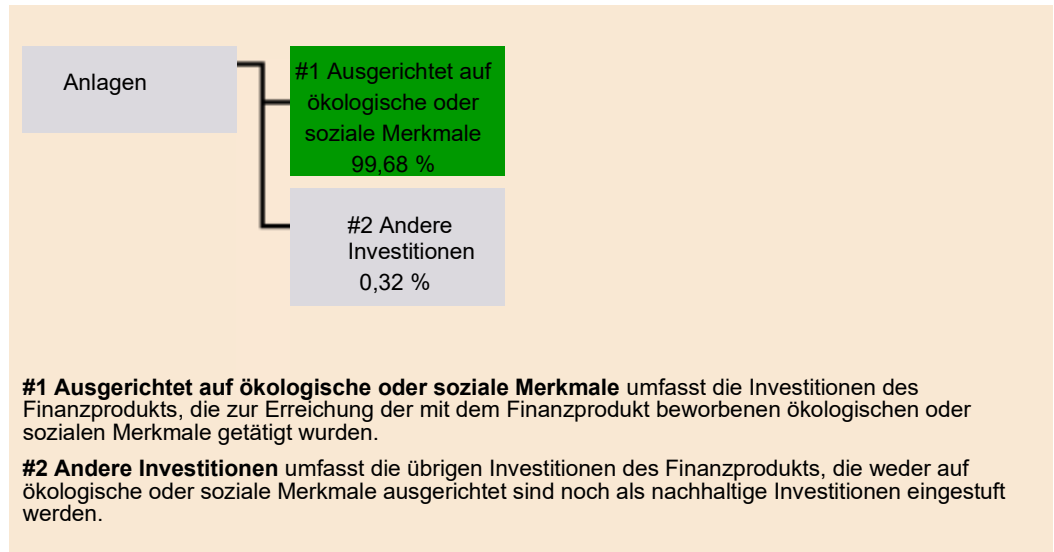 Anlagen
#1 Ausgerichtet auf
ökologische oder
soziale Merkmale
99,68 %
#2 Andere
Investitionen
0,32 %
#1 Ausgerichtet auf ökologische oder soziale Merkmale umfasst die Investitionen des
Finanzprodukts, die zur Erreichung der mit dem Finanzprodukt beworbenen ökologischen oder
sozialen Merkmale getätigt wurden.
#2 Andere Investitionen umfasst die übrigen Investitionen des Finanzprodukts, die weder auf
ökologische oder soziale Merkmale ausgerichtet sind noch als nachhaltige Investitionen eingestuft
werden.